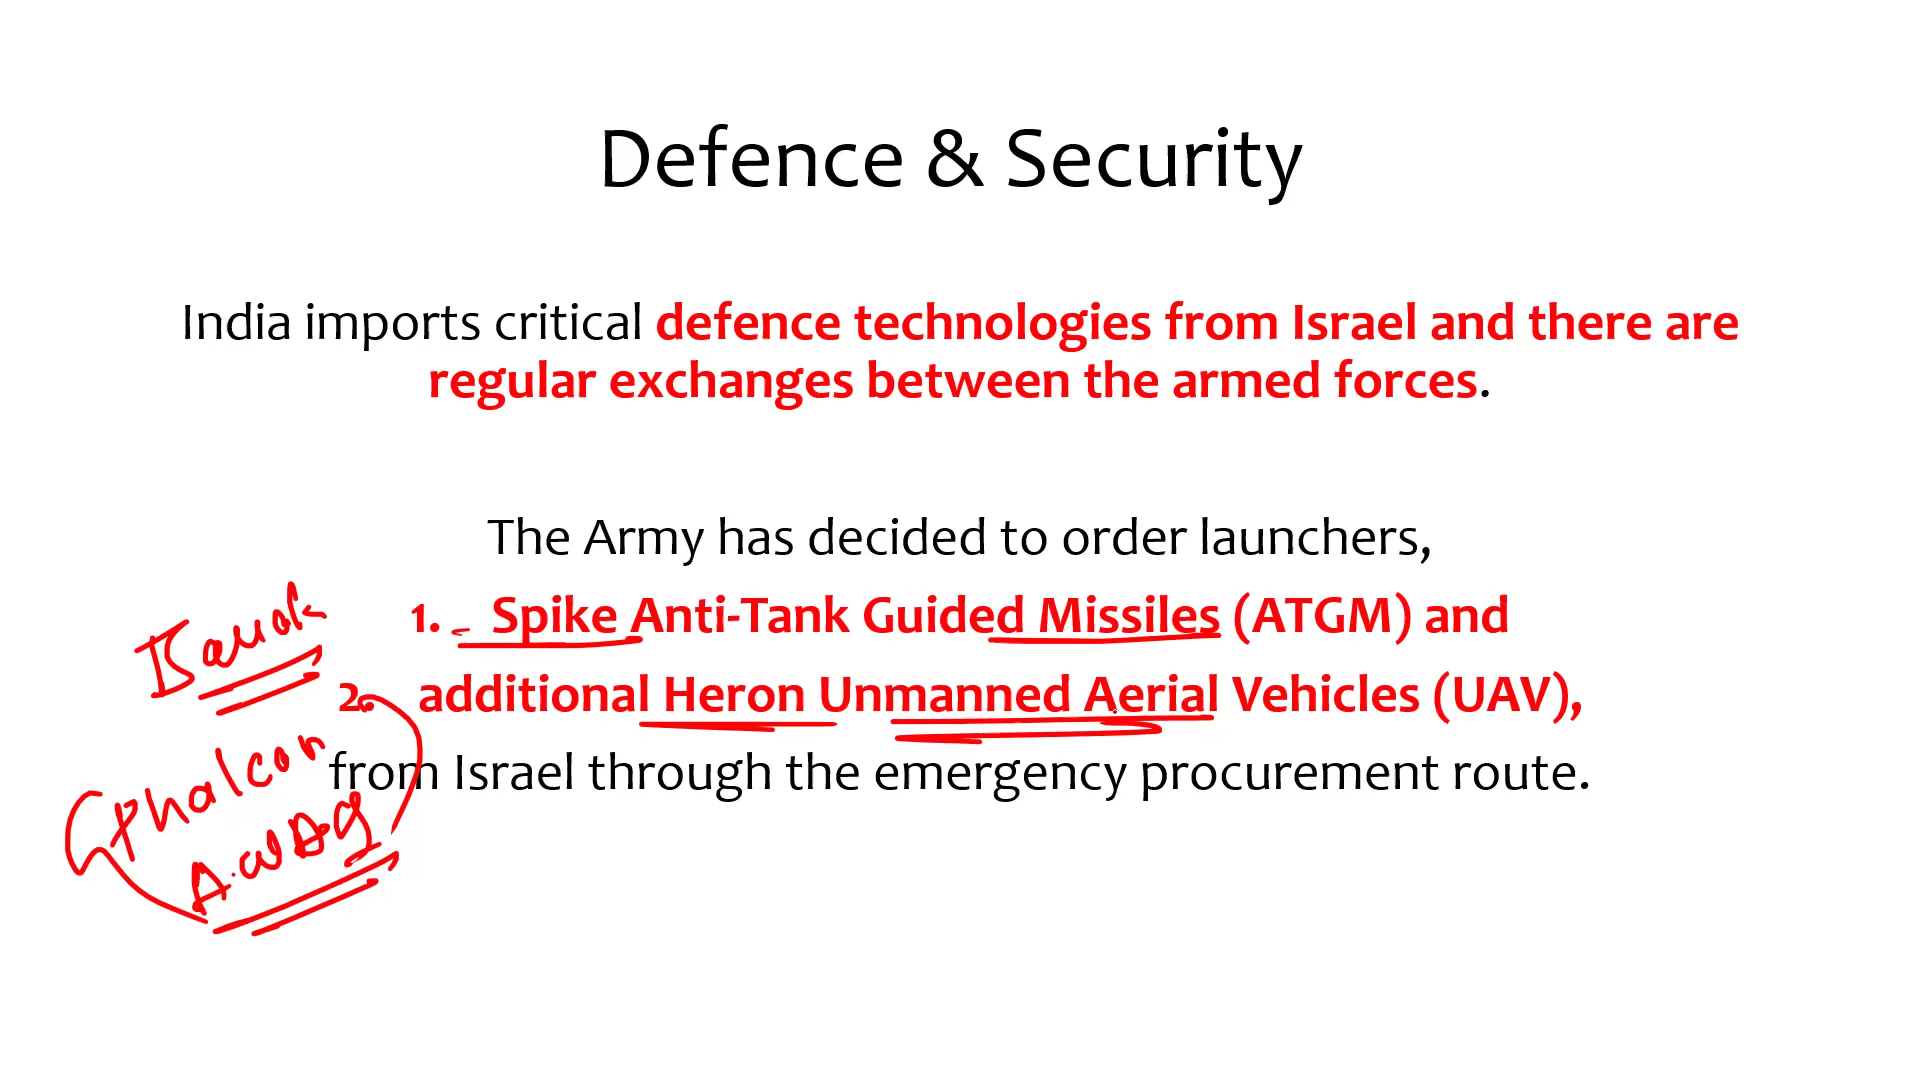 Defence & Security
India imports critical defence technologies from Israel and there are
regular exchanges between the armed forces.
The Army has decided to order launchers,
1. Spike Anti-Tank Guided Missiles (ATGM) and
2. additional Heron Unmanned Aerial Vehicles (UAV),
from Israel through the emergency procurement route.
Phalcon